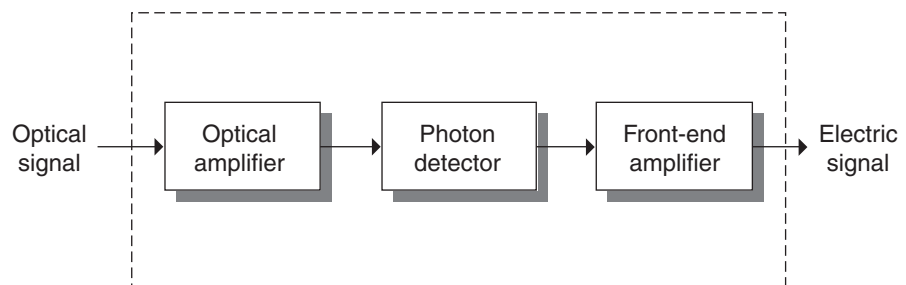 Optical
signal
Optical
amplifier
Photon
detector
Front-end
amplifier
Electric
signal